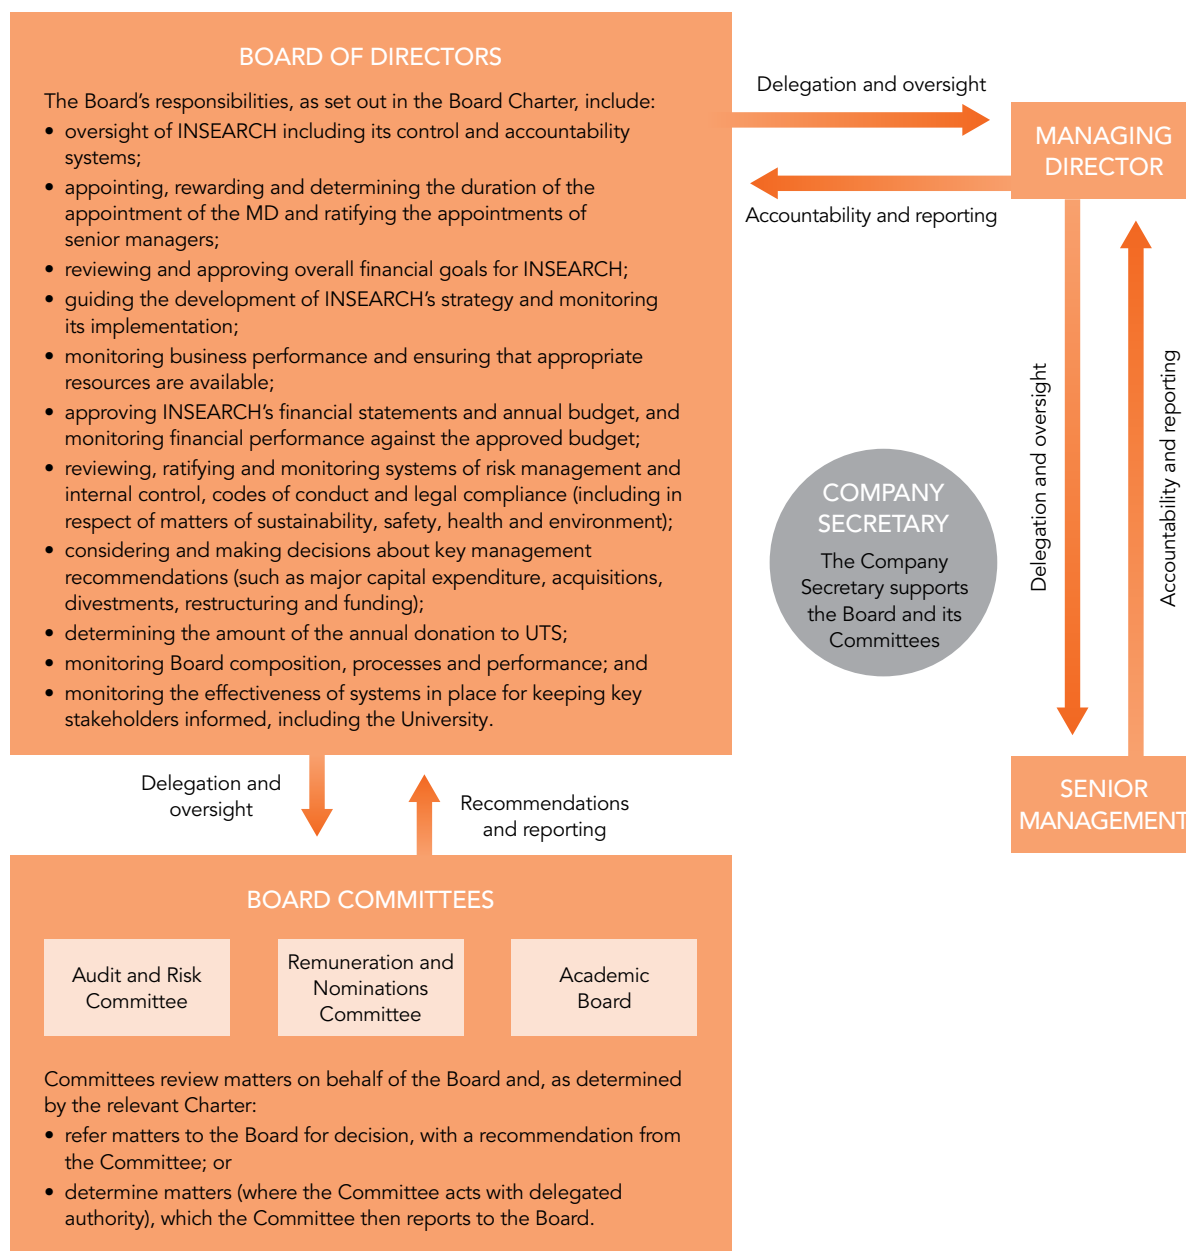 BOARD OF DIRECTORS
The Board’s responsibilities, as set out in the Board Charter, include:
• oversight of INSEARCH including its control and accountability
systems;
• appointing, rewarding and determining the duration of the
appointment of the MD and ratifying the appointments of
senior managers;
• reviewing and approving overall financial goals for INSEARCH;
• guiding the development of INSEARCH’s strategy and monitoring
its implementation;
• monitoring business performance and ensuring that appropriate
resources are available;
• approving INSEARCH’s financial statements and annual budget, and
monitoring financial performance against the approved budget;
• reviewing, ratifying and monitoring systems of risk management and
internal control, codes of conduct and legal compliance (including in
respect of matters of sustainability, safety, health and environment);
• considering and making decisions about key management
recommendations (such as major capital expenditure, acquisitions,
divestments, restructuring and funding);
• determining the amount of the annual donation to UTS;
• monitoring Board composition, processes and performance; and
• monitoring the effectiveness of systems in place for keeping key
stakeholders informed, including the University.
Delegation and oversight
Accountability and reporting
MANAGING
DIRECTOR
Delegation and oversight
Accountability and reporting
COMPANY
SECRETARY
The Company
Secretary supports
the Board and its
Committees
SENIOR
MANAGEMENT
Delegation and
oversight
Recommendations
and reporting
BOARD COMMITTEES
Audit and Risk
Committee
Remuneration and
Nominations
Committee
Academic
Board
Committees review matters on behalf of the Board and, as determined
by the relevant Charter:
• refer matters to the Board for decision, with a recommendation from
the Committee; or
• determine matters (where the Committee acts with delegated
authority), which the Committee then reports to the Board.